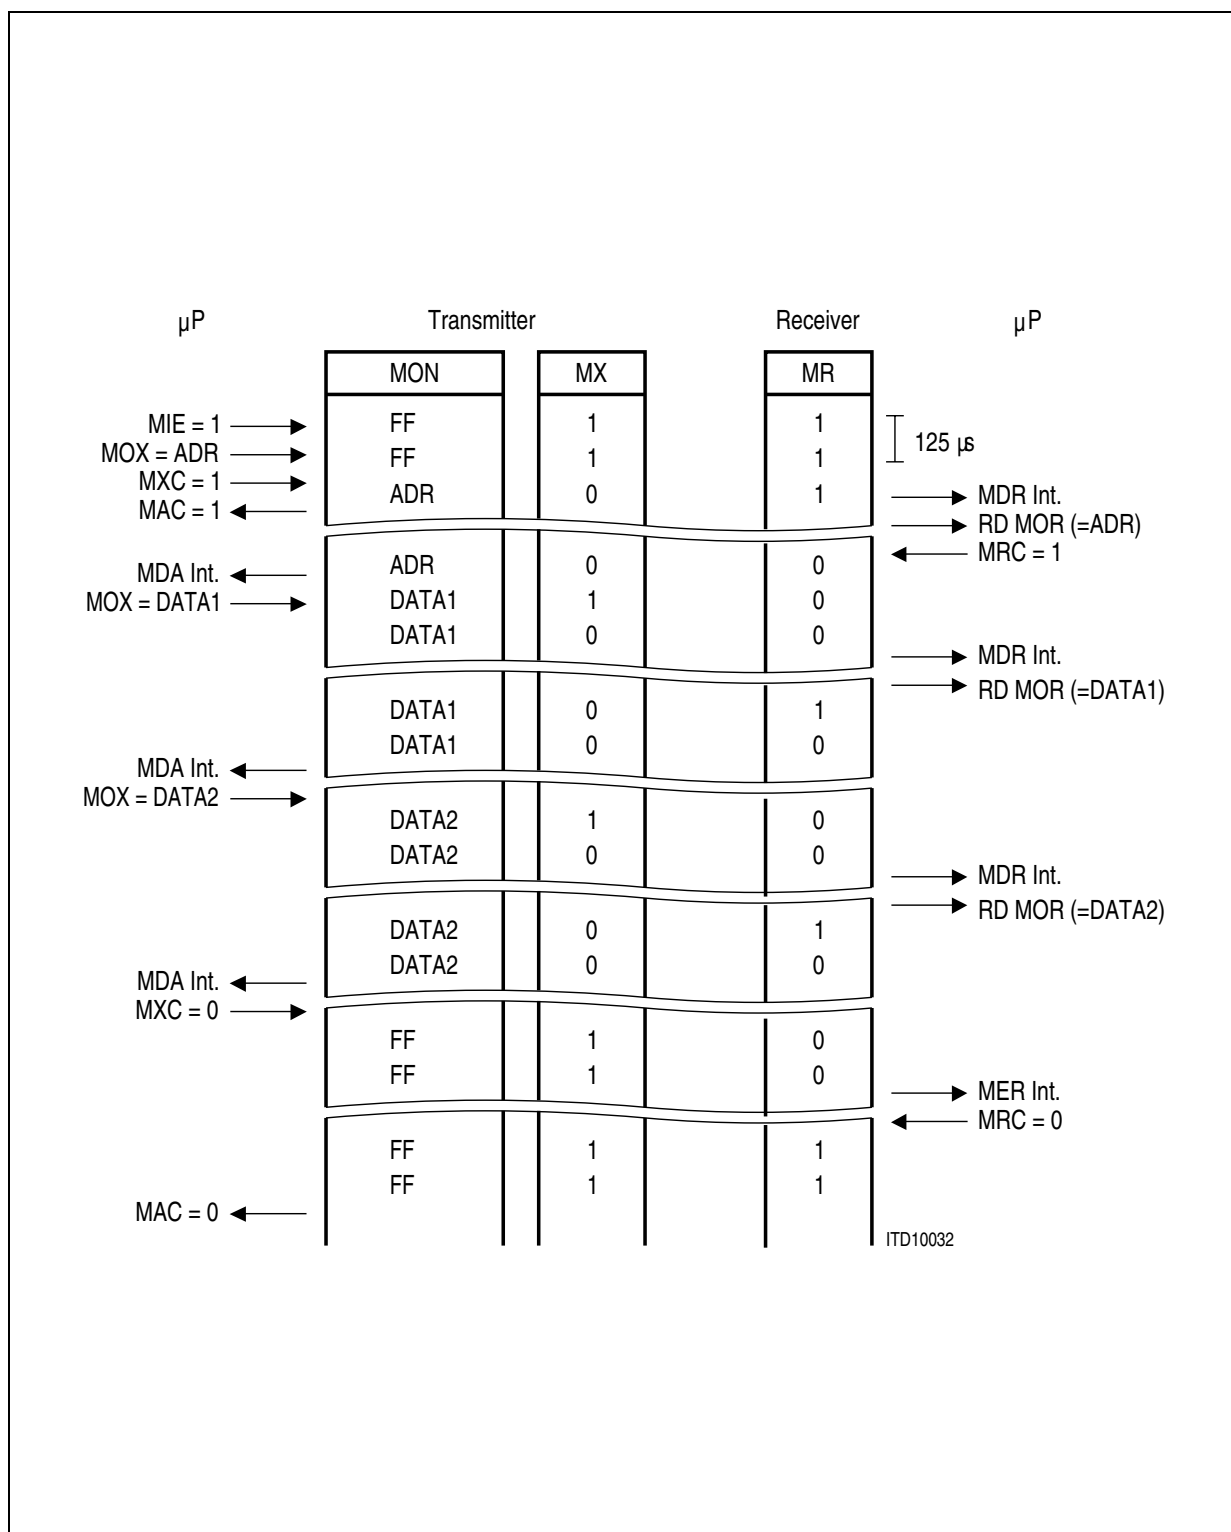 µP Transmitter Receiver µP
MON MX MR
MIE = 1 FF 1 1
125 µs
MOX = ADR FF 1 1
MXC = 1 ADR 0 1 MDR Int.
MAC = 1 RD MOR (=ADR)
MRC = 1
MDA Int. ADR 0 0
MOX = DATA1 DATA1 1 0
DATA1 0 0
MDR Int.
RD MOR (=DATA1)
DATA1 0 1
DATA1 0 0
MDA Int.
MOX = DATA2
DATA2 1 0
DATA2 0 0
MDR Int.
RD MOR (=DATA2)
DATA2 0 1
DATA2 0 0
MDA Int.
MXC = 0
FF 1 0
FF 1 0
MER Int.
MRC = 0
FF 1 1
FF 1 1
MAC = 0
ITD10032